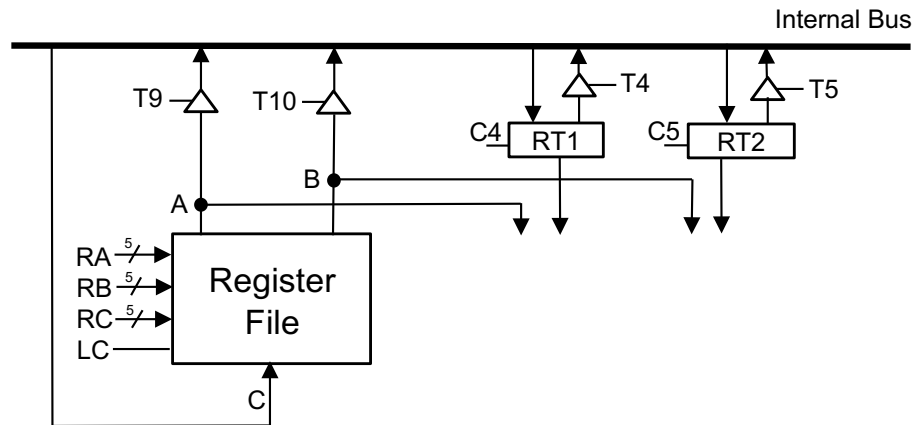 Internal Bus
T9
T10
T4
T5
C4
RT1
C5
RT2
B
A
RA
5
RB
5
RC
5
LC
Register
File
C